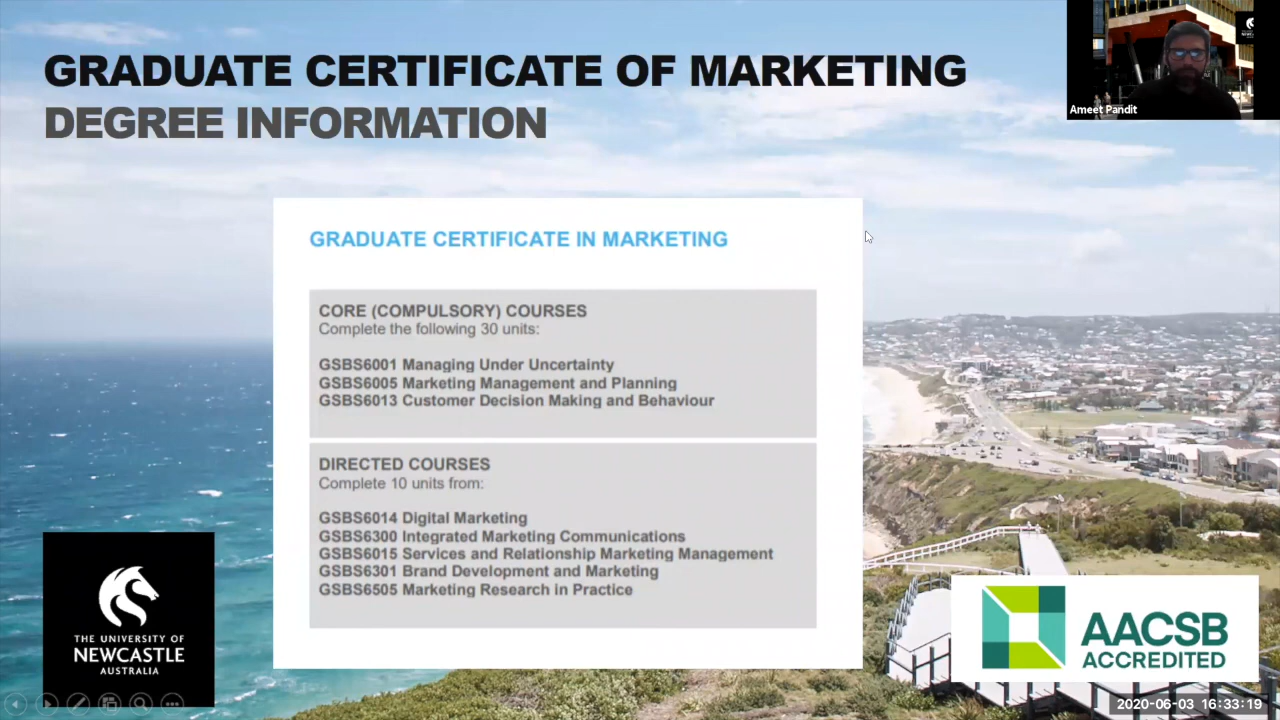 GRADUATE CERTIFICATE OF MARKETING
DEGREE INFORMATION
Ameet Pandit
GRADUATE CERTIFICATE IN MARKETING
CORE (COMPULSORY) COURSES
Complete the following 30 units:
GSBS6001 Managing Under Uncertainty
GSBS6005 Marketing Management and Planning
GSBS6013 Customer Decision Making and Behaviour
DIRECTED COURSES
Complete 10 units from:
GSBS6014 Digital Marketing
GSBS6300 Integrated Marketing Communications
GSBS6015 Services and Relationship Marketing Management
GSBS6301 Brand Development and Marketing
GSBS6505 Marketing Research in Practice
THE UNIVERSITY OF
NEWCASTLE
AUSTRALIA
AACSB
ACCREDITED
2020-06-03 16:33:19